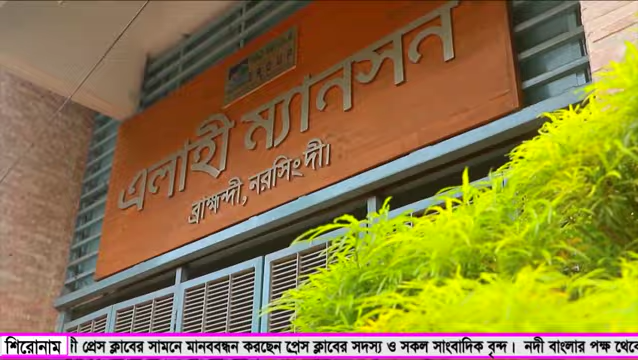 এলাহী ম্যানসন
ব্রাহ্মন্দী, নরসিংদী।
শিরোনাম
প্রেস ক্লাবের সামনে মানববন্ধন করছেন প্রেস ক্লাবের সদস্য ও সকল সাংবাদিক বৃন্দ। নদী বাংলার পক্ষ থেকে